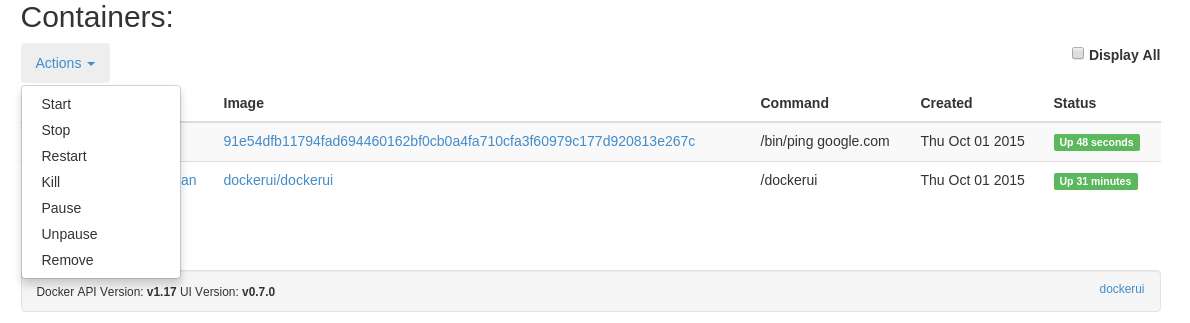 Containers:
Actions
Display All
Start
Stop
Restart
Kill
Pause
Unpause
Remove
Image Command Created Status
91e54dfb11794fad694460162bf0cb0a4fa710cfa3f60979c177d920813e267c /bin/ping google.com Thu Oct 01 2015 Up 48 seconds
an dockerui/dockerui /dockerui Thu Oct 01 2015 Up 31 minutes
Docker API Version: v1.17 UI Version: v0.7.0 dockerui